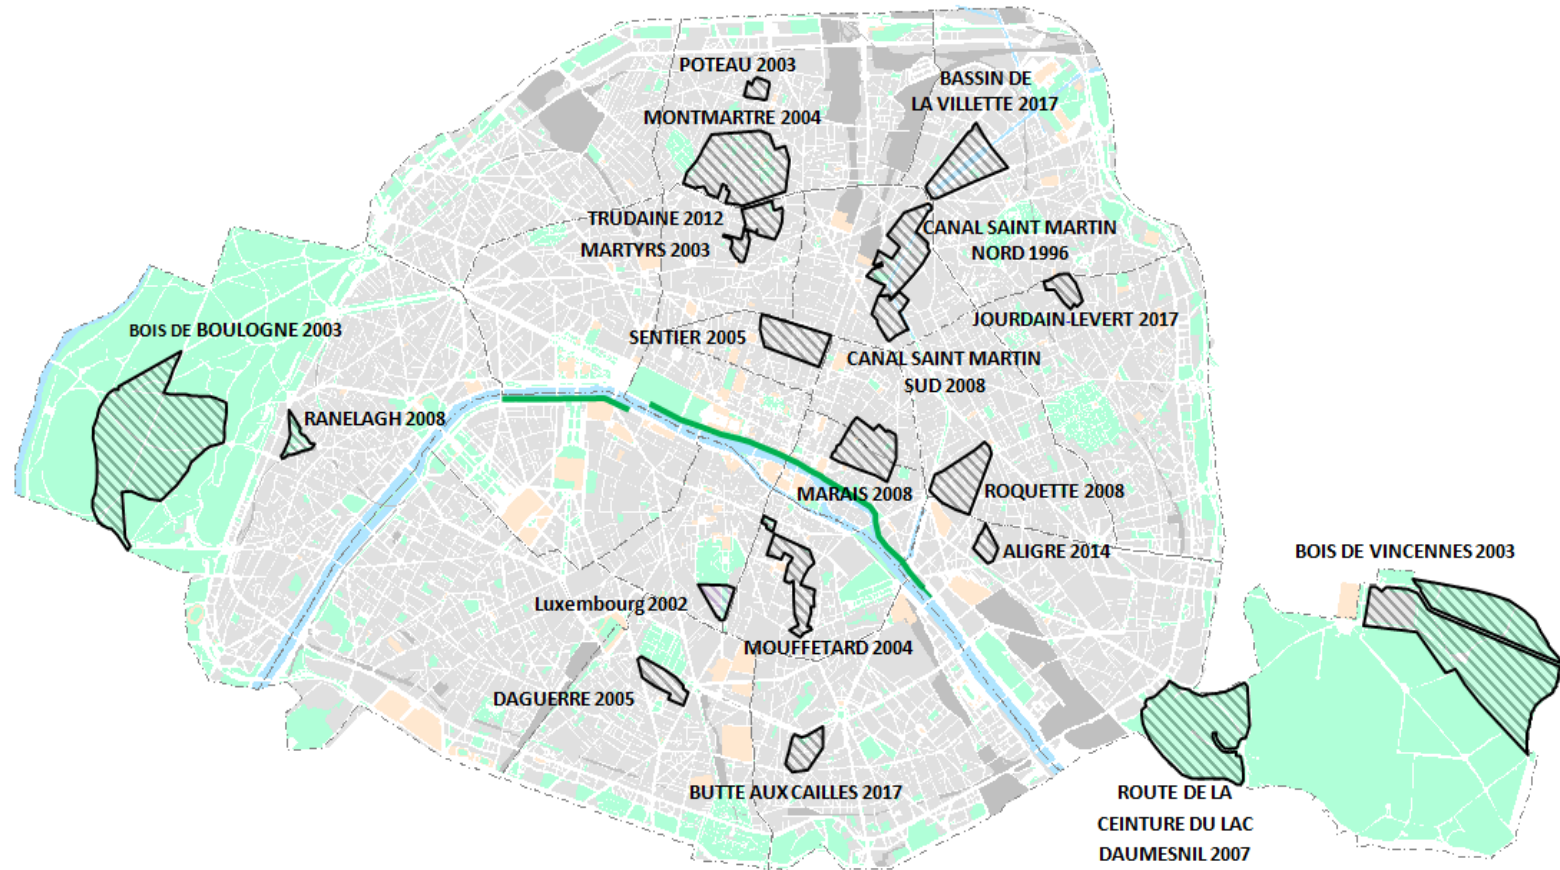 POTEAU 2003
BASSIN DE
LA VILLETTE 2017
MONTMARTRE 2004
TRUDAINE 2012
MARTYRS 2003
CANAL SAINT MARTIN
NORD 1996
JOURDAIN-LEVERT 2017
BOIS DE BOULOGNE 2003
SENTIER 2005
CANAL SAINT MARTIN
SUD 2008
RANELAGH 2008
MARAIS 2008
ROQUETTE 2008
ALIGRE 2014
BOIS DE VINCENNES 2003
Luxembourg 2002
MOUFFETARD 2004
DAGUERRE 2005
BUTTE AUX CAILLES 2017
ROUTE DE LA
CEINTURE DU LAC
DAUMESNIL 2007